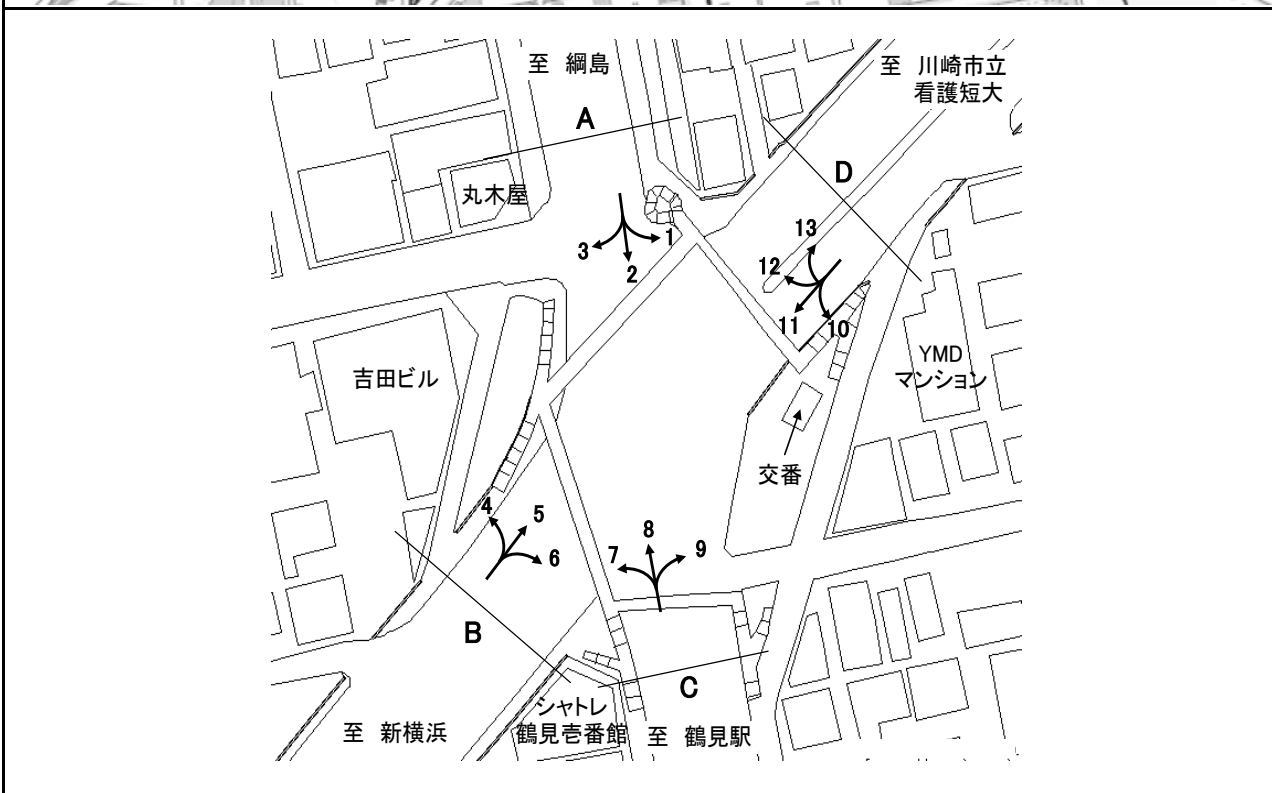 至 綱島
至 川崎市立
看護短大
A
D
丸木屋
1
3
2
13
12
11
10
YMD
マンション
吉田ビル
交番
4
5
6
8
7
9
B
C
シャトレ
鶴見壱番館
至 新横浜
至 鶴見駅